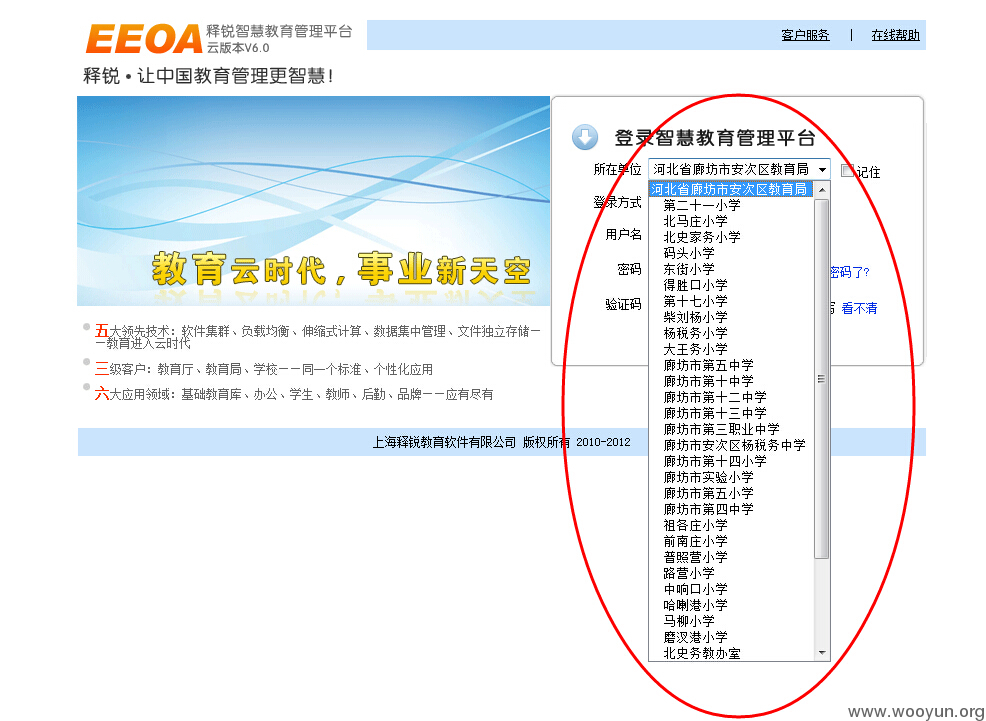 EEOA 释锐智慧教育管理平台
云版本V6.0
客户服务 | 在线帮助
释锐·让中国教育管理更智慧!
教育云时代，事业新天空
五大领先技术：软件集群、负载均衡、伸缩式计算、数据集中管理、文件独立存储—
—教育进入云时代
三级客户：教育厅、教育局、学校——同一个标准、个性化应用
六大应用领域：基础教育库、办公、学生、教师、后勤、品牌——应有尽有
登录智慧教育管理平台
所在单位 河北省廊坊市安次区教育局 记住
登录方式
用户名
密码 密码了?
验证码 看不清
河北省廊坊市安次区教育局
第二十一小学
北马庄小学
北史家务小学
码头小学
东街小学
得胜口小学
第十七小学
柴刘杨小学
杨税务小学
大王务小学
廊坊市第五中学
廊坊市第十中学
廊坊市第十二中学
廊坊市第十三中学
廊坊市第三职业中学
廊坊市安次区杨税务中学
廊坊市第十四小学
廊坊市实验小学
廊坊市第五小学
廊坊市第四中学
祖各庄小学
前南庄小学
普照营小学
路营小学
中响口小学
哈喇港小学
马柳小学
磨汊港小学
北史务教办室
上海释锐教育软件有限公司 版权所有 2010-2012
www.wooyun.org